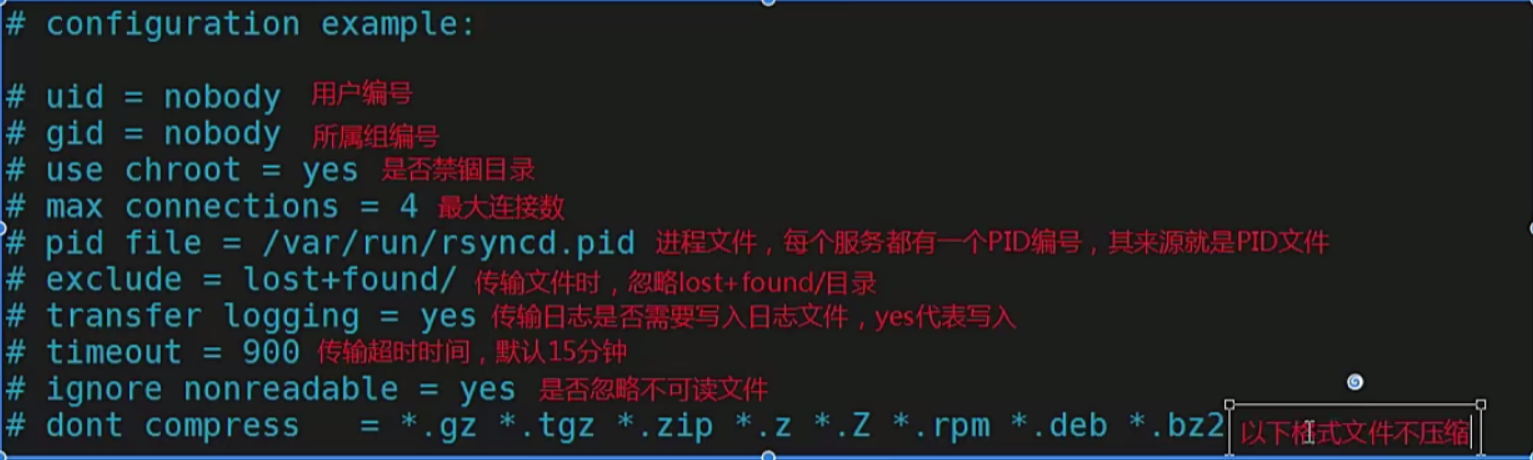 # configuration example:
# uid = nobody 用户编号
# gid = nobody 所属组编号
# use chroot = yes 是否禁锢目录
# max connections = 4 最大连接数
# pid file = /var/run/rsyncd.pid 进程文件，每个服务都有一个PID编号，其来源就是PID文件
# exclude = lost+found/ 传输文件时，忽略lost+found/目录
# transfer logging = yes 传输日志是否需要写入日志文件，yes代表写入
# timeout = 900 传输超时时间，默认15分钟
# ignore nonreadable = yes 是否忽略不可读文件
# dont compress   = *.gz *.tgz *.zip *.z *.Z *.rpm *.deb *.bz2 以下格式文件不压缩